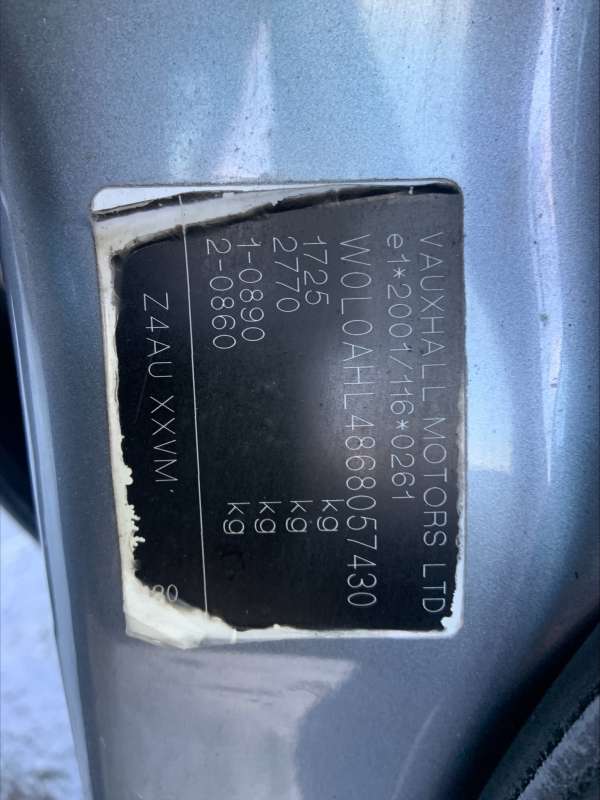 VAUXHALL MOTORS LTD
e1*2001/116*0261
W0L0AHL4868057430
1725 kg
2770 kg
1-0890 kg
2-0860 kg
Z4AU XXVM